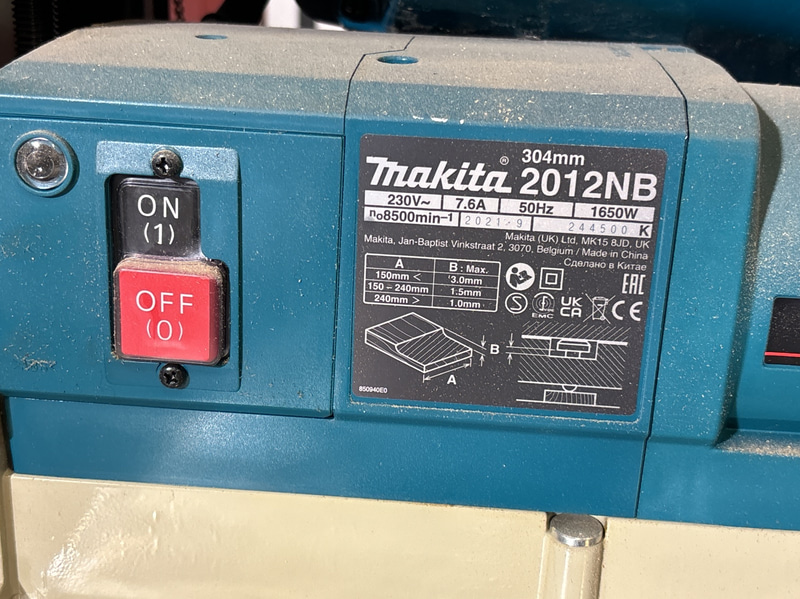 ON
(1)
OFF
(0)
makita® 304mm
2012NB
230V~ 7.6A 50Hz 1650W
n₀8500min⁻¹ 2021-9 244500 K
Makita (UK) Ltd, MK15 8JD, UK
Makita, Jan-Baptist Vinkstraat 2, 3070, Belgium / Made in China
Сделано в Китае
A B : Max.
150mm < 3.0mm
150 - 240mm 1.5mm
240mm > 1.0mm
S EMC UK CA CE EAC
B
A
850940E0